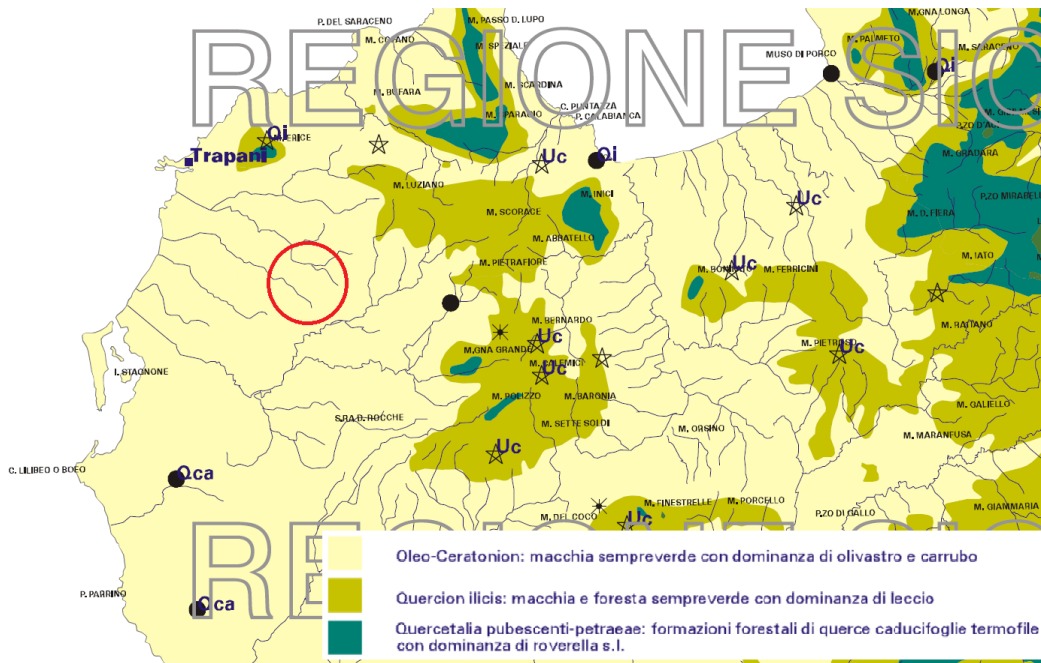 P. DEL SARACENO
M. PASSO D. LUPO
GNA LONGA
M. COFANO
M. SPEZIALE
M. PALMETO
M. SARACENO
REGIONE SIC
MUSO DI PORCO
Qi
M. SCARDINA
M. BUFARA
C. PUNTAZZA
M. SPARAGIO
P. CALABIANCA
Qi
M. ERICE
Trapani
Uc
Qi
M. GRADARA
M. LUZIANO
M. INICI
Uc
PZO MIRABELL
M. SCORACE
M. D. FIERA
M. ABBATELLO
M. IATO
M. PIETRAFIORE
M. BONIFATO
Uc
M. FERRICINI
M. BERNARDO
M. RAITANO
Uc
M. PIETROSO
Uc
M.GNA GRANDE
M. CALEMICI
I. STAGNONE
Uc
M. POLIZZO
M. BARONIA
M. GALIELLO
S.RA D. ROCCHE
M. SETTE SOLDI
M. ORSINO
M. MARANFUSA
Uc
C. LILIBEO O BOEO
Qca
M. FINESTRELLE
M. PORCELLO
M. DEL COCO
Uc
P.ZO DI GALLO
M. GIAMMARIA
REGIONE SIC
P. PARRINO
Qca
Oleo-Ceratonion: macchia sempreverde con dominanza di olivastro e carrubo
Quercion ilicis: macchia e foresta sempreverde con dominanza di leccio
Quercetalia pubescenti-petraeae: formazioni forestali di querce caducifoglie termofile
con dominanza di roverella s.l.